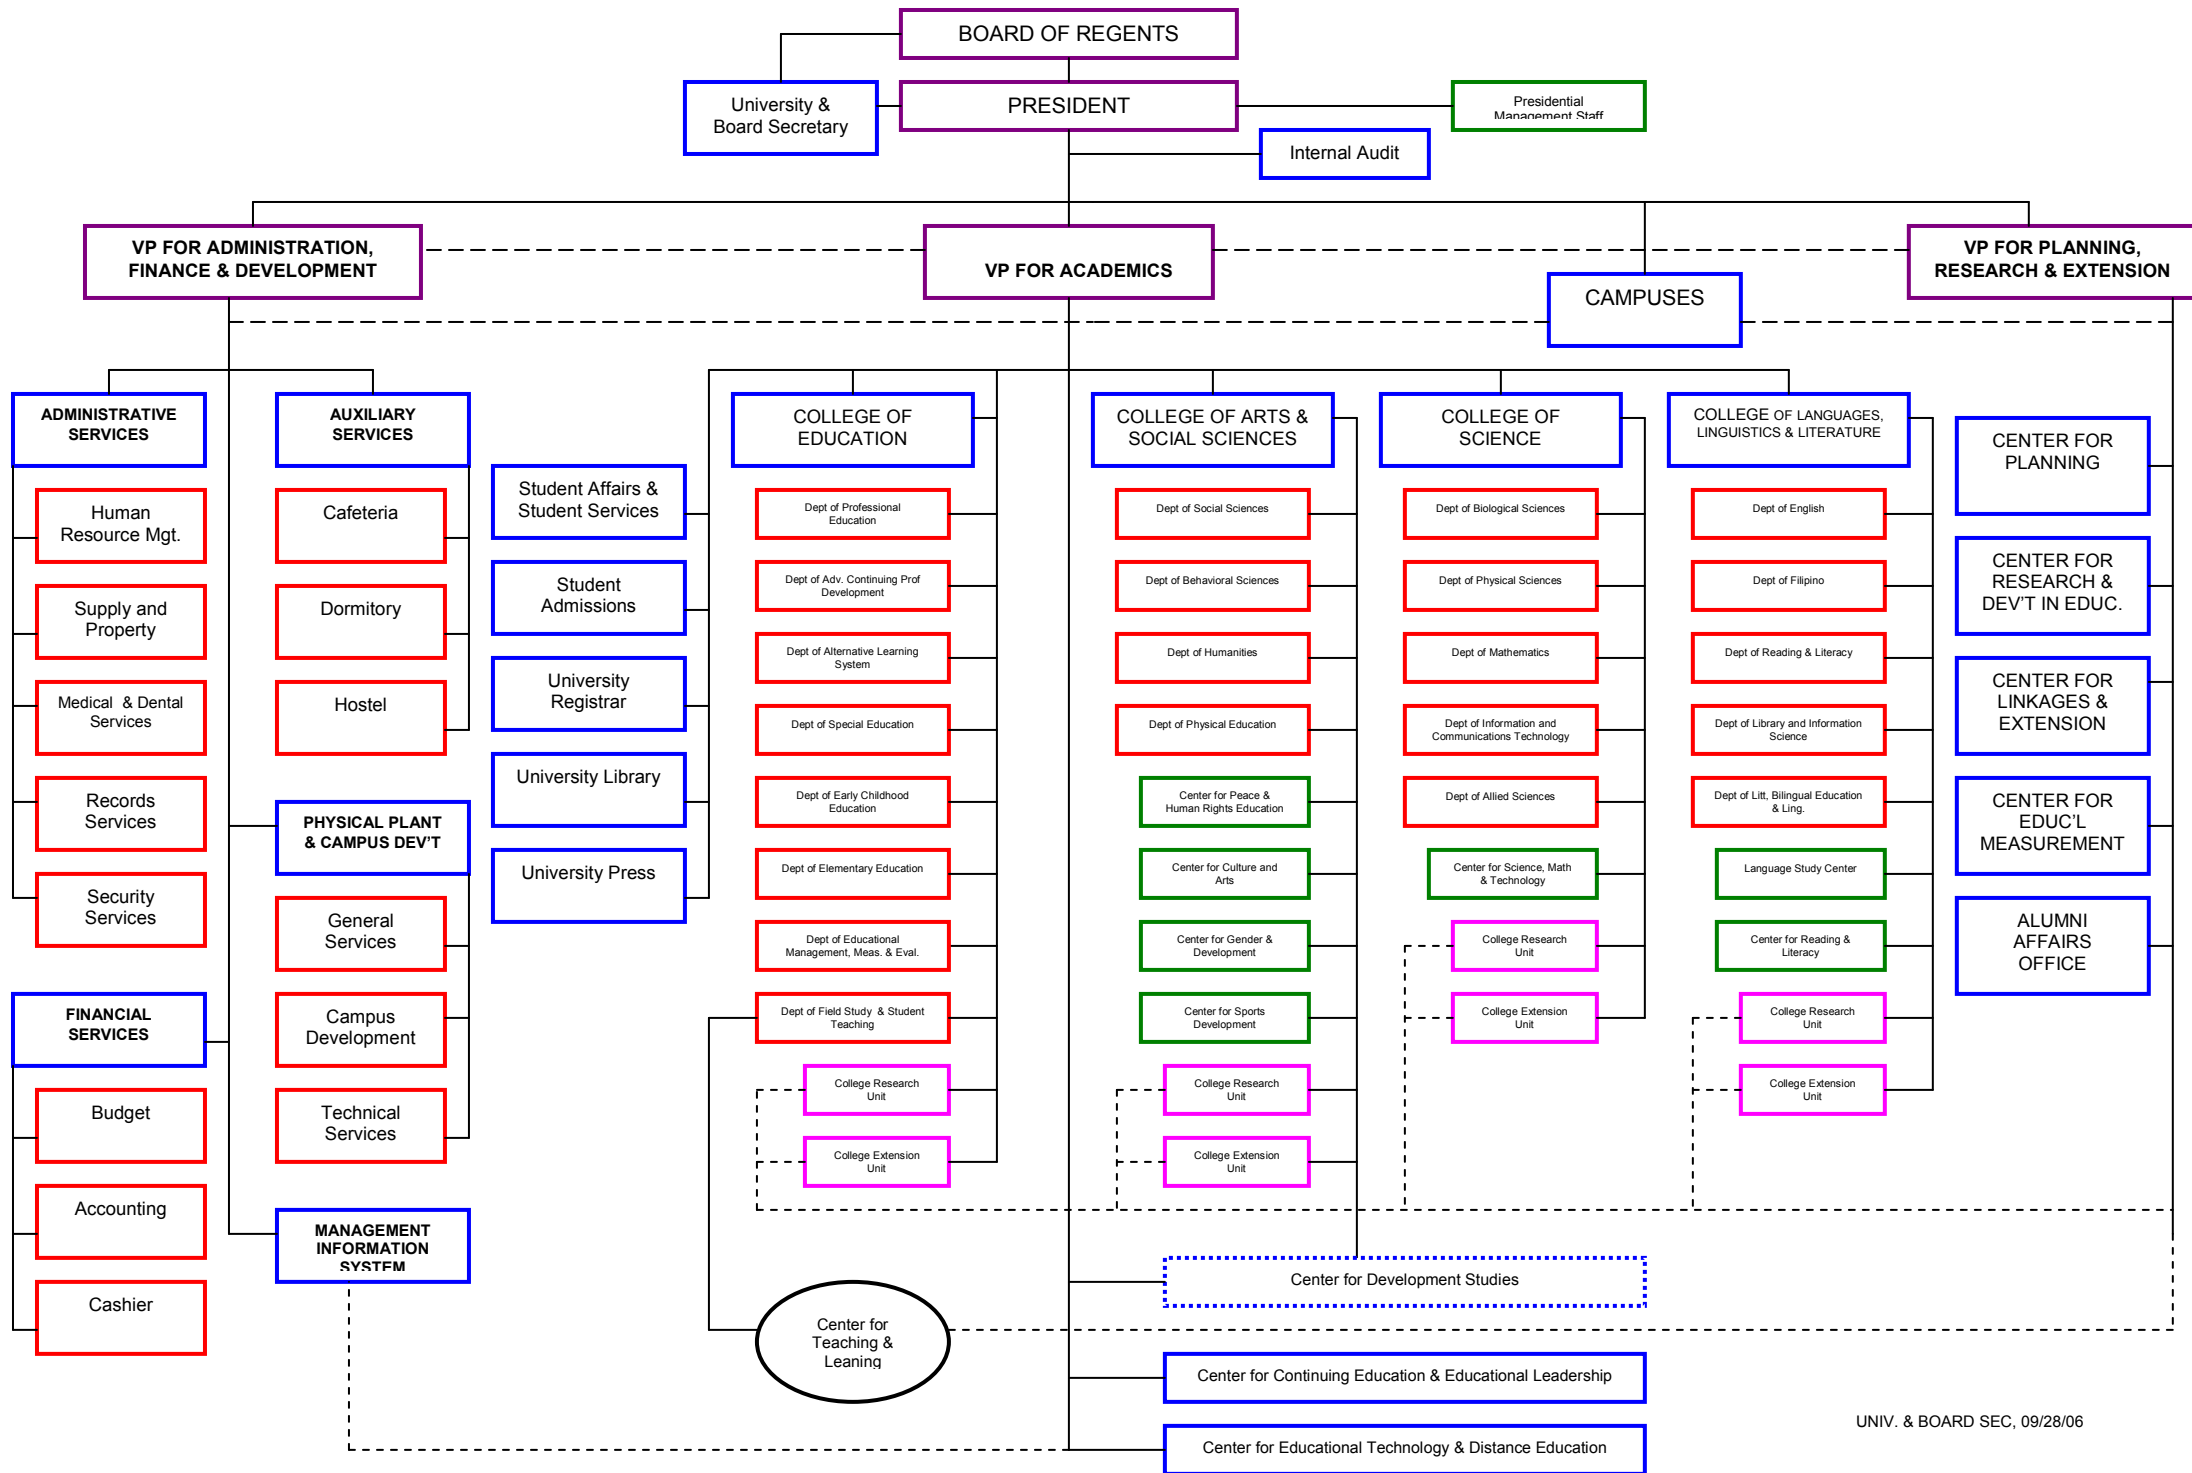 BOARD OF REGENTS
University &
Board Secretary
PRESIDENT
Presidential
Management Staff
Internal Audit
VP FOR ADMINISTRATION,
FINANCE & DEVELOPMENT
VP FOR ACADEMICS
VP FOR PLANNING,
RESEARCH & EXTENSION
CAMPUSES
ADMINISTRATIVE
SERVICES
Human
Resource Mgt.
Supply and
Property
Medical & Dental
Services
Records
Services
Security
Services
FINANCIAL
SERVICES
Budget
Accounting
Cashier
AUXILIARY
SERVICES
Cafeteria
Dormitory
Hostel
PHYSICAL PLANT
& CAMPUS DEV'T
General
Services
Campus
Development
Technical
Services
MANAGEMENT
INFORMATION
SYSTEM
Student Affairs &
Student Services
Student
Admissions
University
Registrar
University Library
University Press
COLLEGE OF
EDUCATION
Dept of Professional
Education
Dept of Adv. Continuing Prof
Development
Dept of Alternative Learning
System
Dept of Special Education
Dept of Early Childhood
Education
Dept of Elementary Education
Dept of Educational
Management, Meas. & Eval.
Dept of Field Study & Student
Teaching
College Research
Unit
College Extension
Unit
Center for
Teaching &
Leaning
COLLEGE OF ARTS &
SOCIAL SCIENCES
Dept of Social Sciences
Dept of Behavioral Sciences
Dept of Humanities
Dept of Physical Education
Center for Peace &
Human Rights Education
Center for Culture and
Arts
Center for Gender &
Development
Center for Sports
Development
College Research
Unit
College Extension
Unit
COLLEGE OF
SCIENCE
Dept of Biological Sciences
Dept of Physical Sciences
Dept of Mathematics
Dept of Information and
Communications Technology
Dept of Allied Sciences
Center for Science, Math
& Technology
College Research
Unit
College Extension
Unit
COLLEGE OF LANGUAGES,
LINGUISTICS & LITERATURE
Dept of English
Dept of Filipino
Dept of Reading & Literacy
Dept of Library and Information
Science
Dept of Litt, Bilingual Education
& Ling.
Language Study Center
Center for Reading &
Literacy
College Research
Unit
College Extension
Unit
CENTER FOR
PLANNING
CENTER FOR
RESEARCH &
DEV'T IN EDUC.
CENTER FOR
LINKAGES &
EXTENSION
CENTER FOR
EDUC'L
MEASUREMENT
ALUMNI
AFFAIRS
OFFICE
Center for Development Studies
Center for Continuing Education & Educational Leadership
Center for Educational Technology & Distance Education
UNIV. & BOARD SEC, 09/28/06